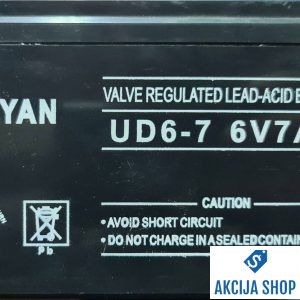 YAN
VALVE REGULATED LEAD-ACID B
UD6-7 6V7A
CAUTION
• AVOID SHORT CIRCUIT
• DO NOT CHARGE IN A SEALED CONTAIN
Pb
AKCIJA SHOP